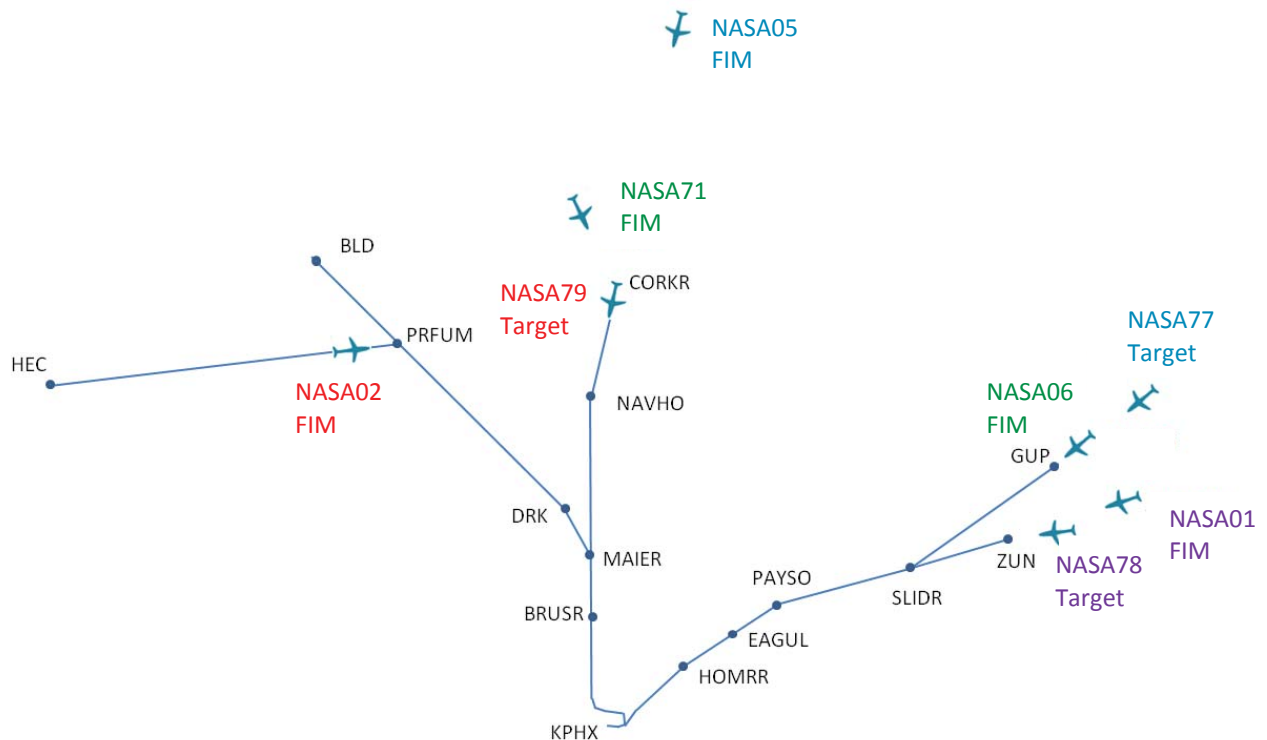 NASA05
FIM
NASA71
FIM
BLD
CORKR
NASA79
Target
NASA77
Target
PRFUM
HEC
NASA02
FIM
NAVHO
NASA06
FIM
GUP
DRK
NASA01
FIM
MAIER
ZUN
NASA78
Target
PAYSO
SLIDR
BRUSR
EAGUL
HOMRR
KPHX